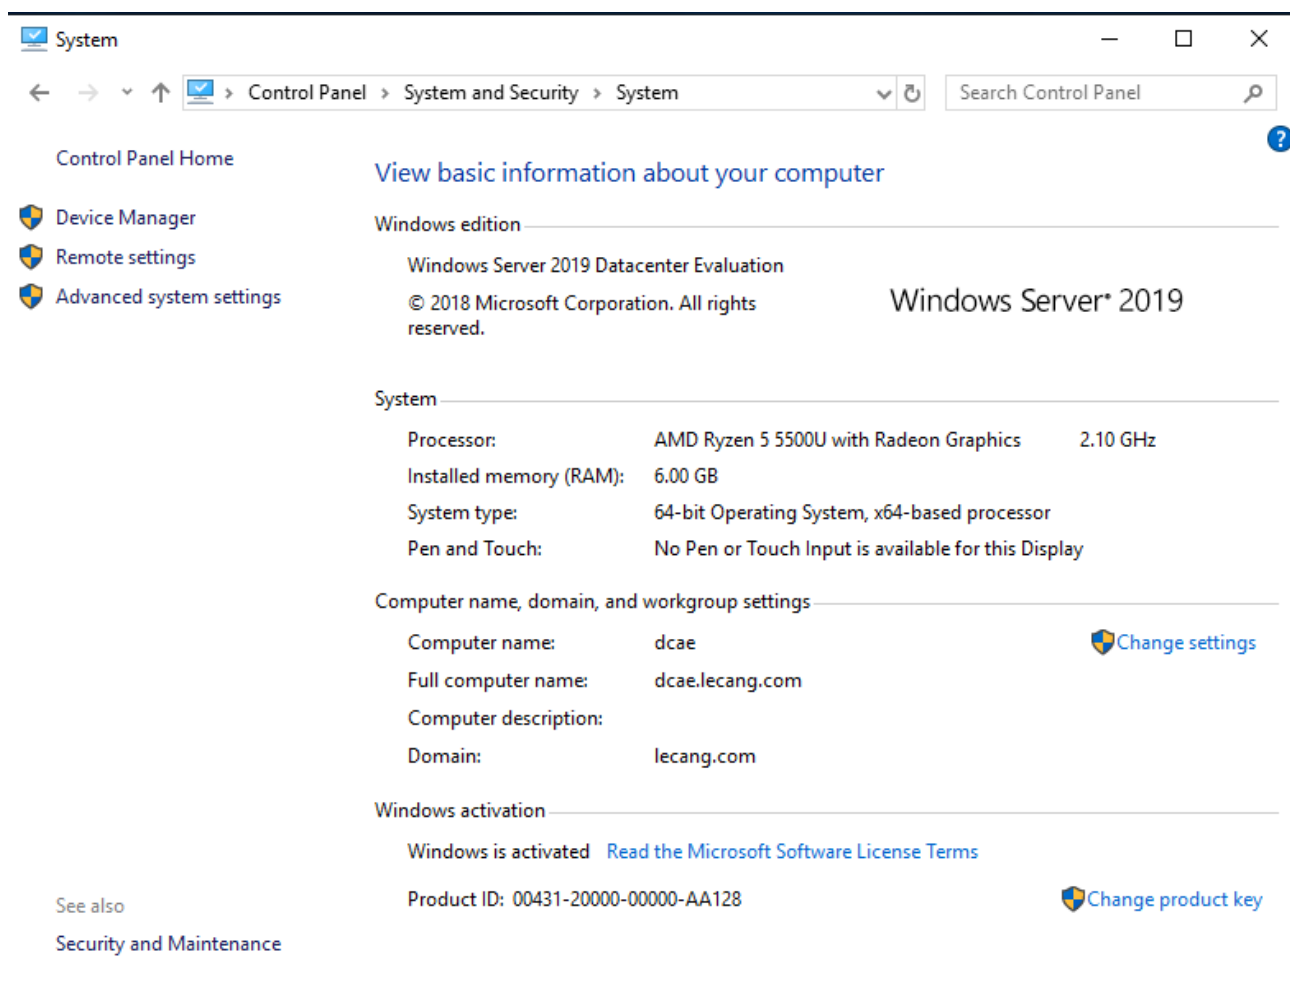 System
Control Panel > System and Security > System
Search Control Panel
?
Control Panel Home
Device Manager
Remote settings
Advanced system settings
View basic information about your computer
Windows edition
Windows Server 2019 Datacenter Evaluation
© 2018 Microsoft Corporation. All rights
reserved.
Windows Server® 2019
System
Processor: AMD Ryzen 5 5500U with Radeon Graphics 2.10 GHz
Installed memory (RAM): 6.00 GB
System type: 64-bit Operating System, x64-based processor
Pen and Touch: No Pen or Touch Input is available for this Display
Computer name, domain, and workgroup settings
Computer name: dcae Change settings
Full computer name: dcae.lecang.com
Computer description:
Domain: lecang.com
Windows activation
Windows is activated Read the Microsoft Software License Terms
Product ID: 00431-20000-00000-AA128 Change product key
See also
Security and Maintenance